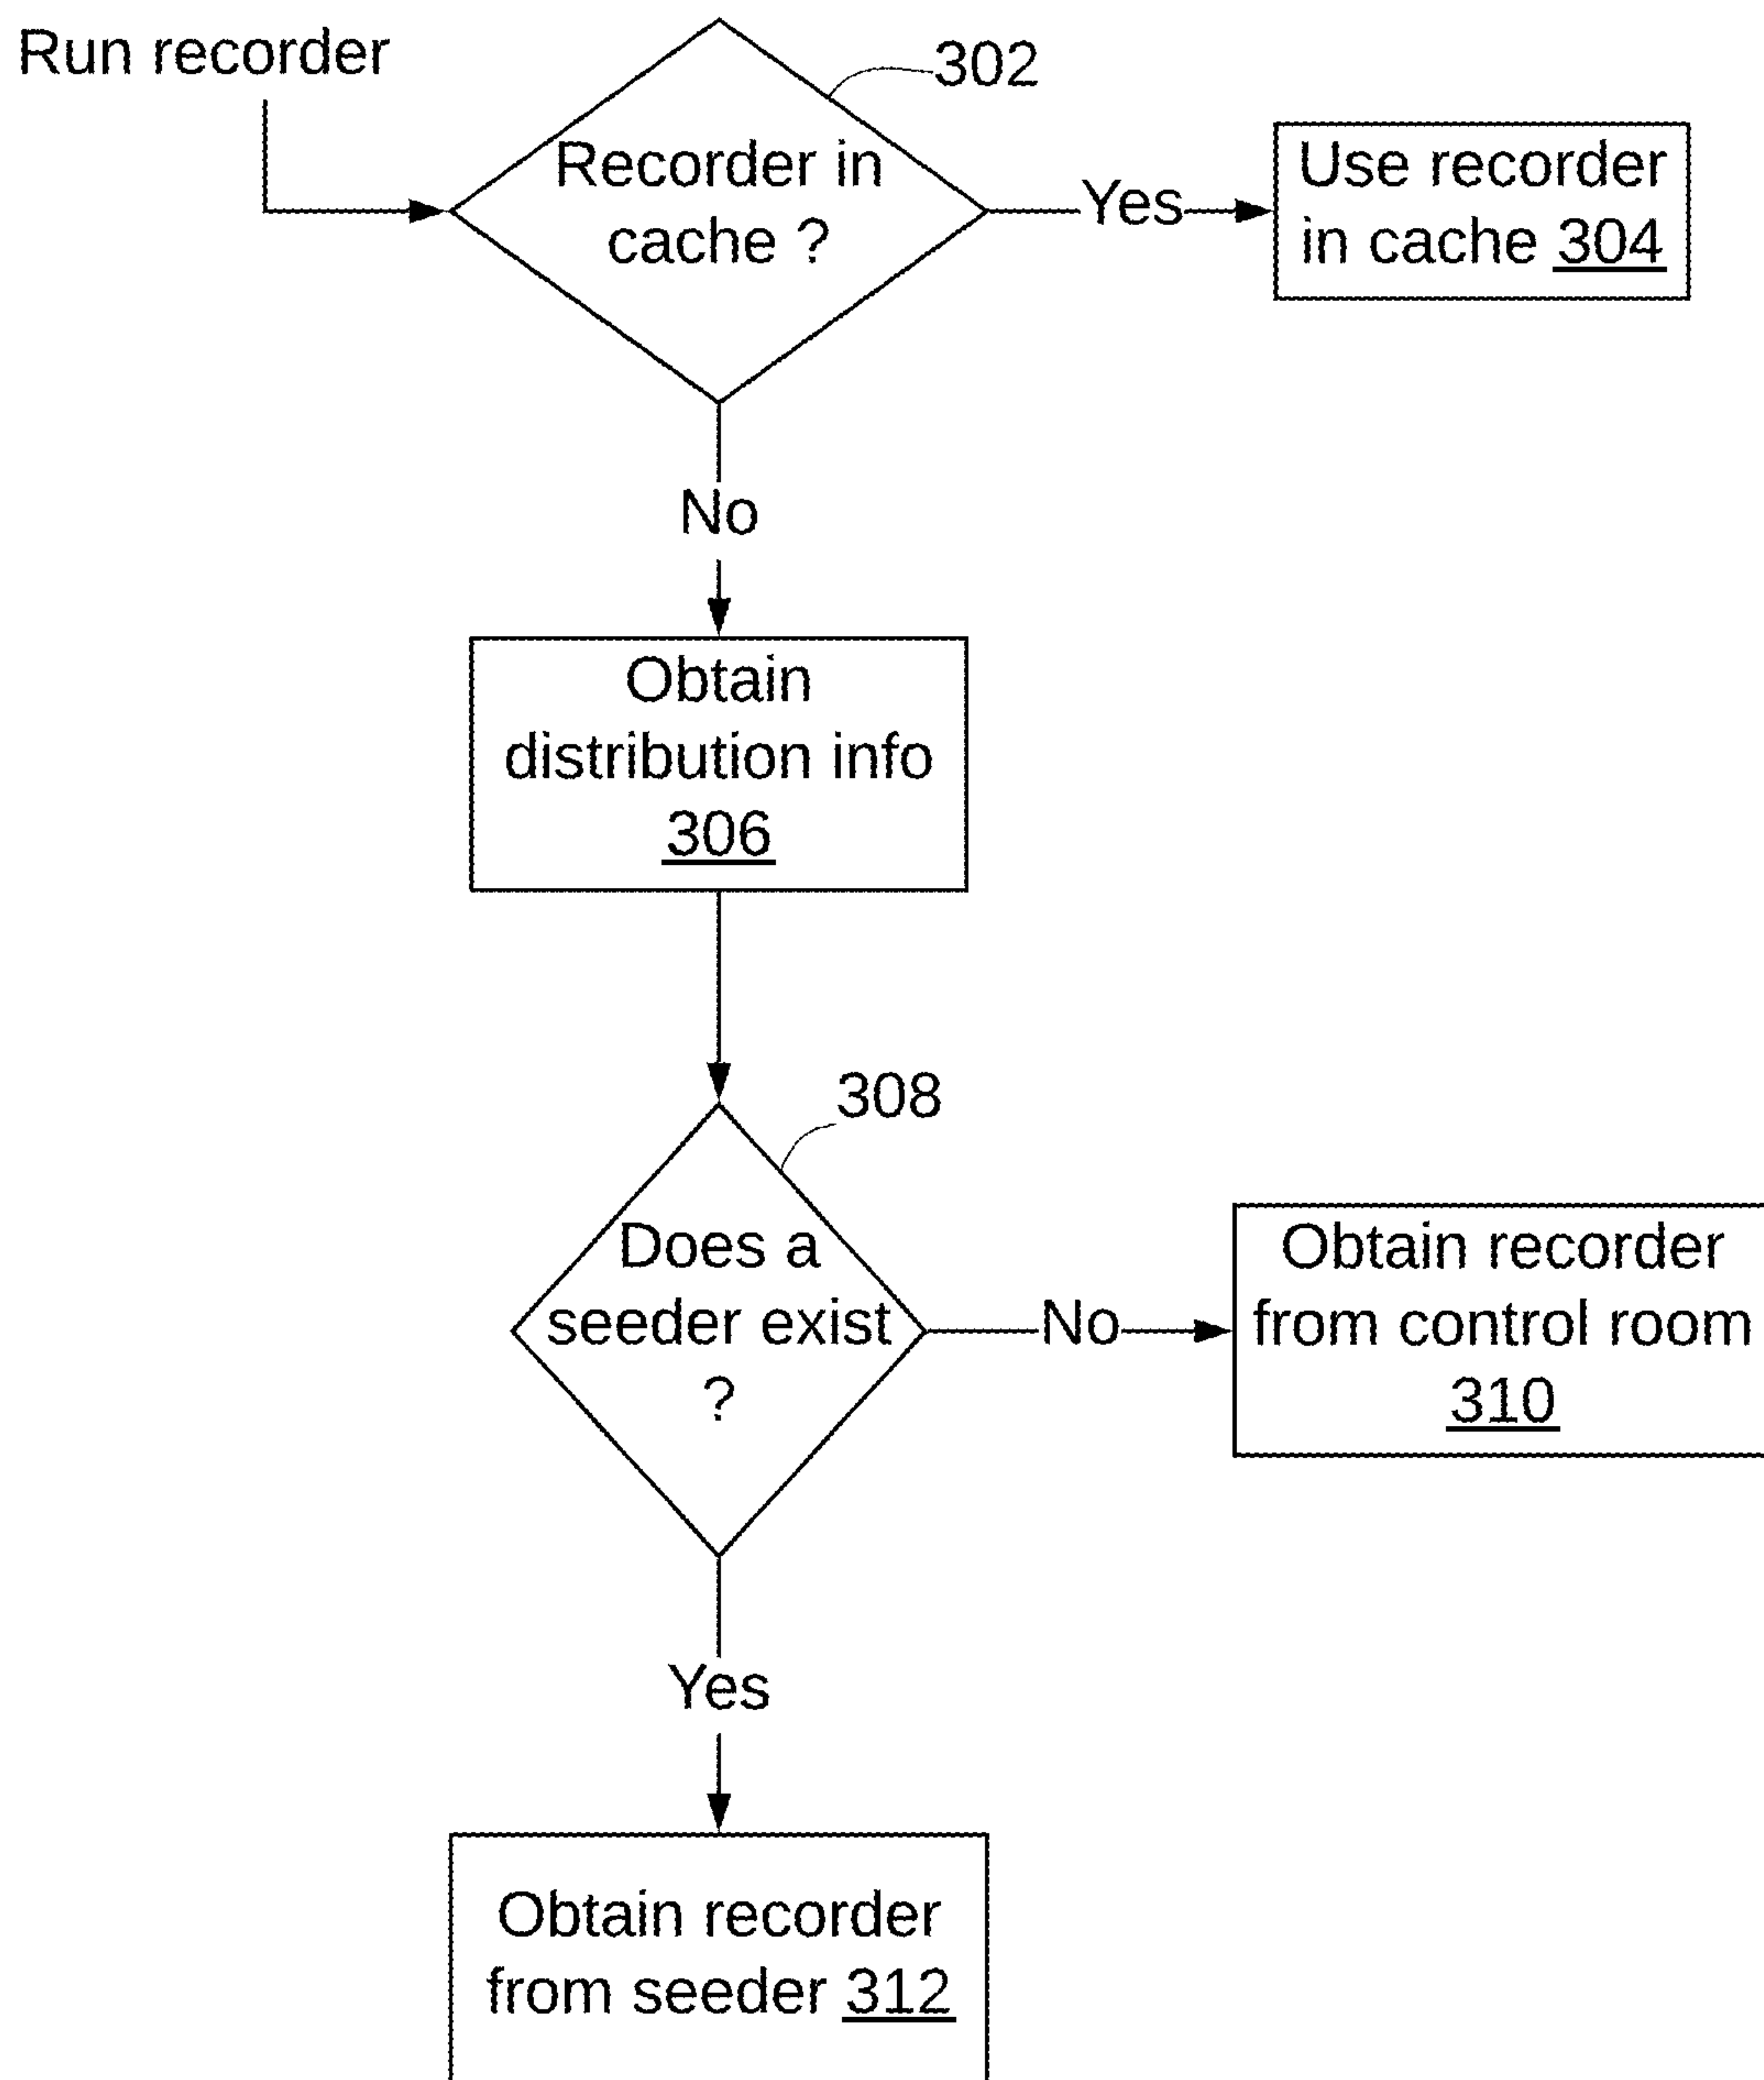 Run recorder
302
Recorder in
cache ?
Yes
Use recorder
in cache 304
No
Obtain
distribution info
306
308
Does a
seeder exist
?
No
Obtain recorder
from control room
310
Yes
Obtain recorder
from seeder 312